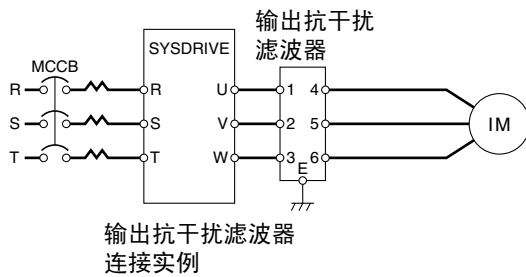 输出抗干扰
滤波器
MCCB
SYSDRIVE
R R U 1 4
S S V 2 5 IM
T T W 3 6
E
输出抗干扰滤波器
连接实例